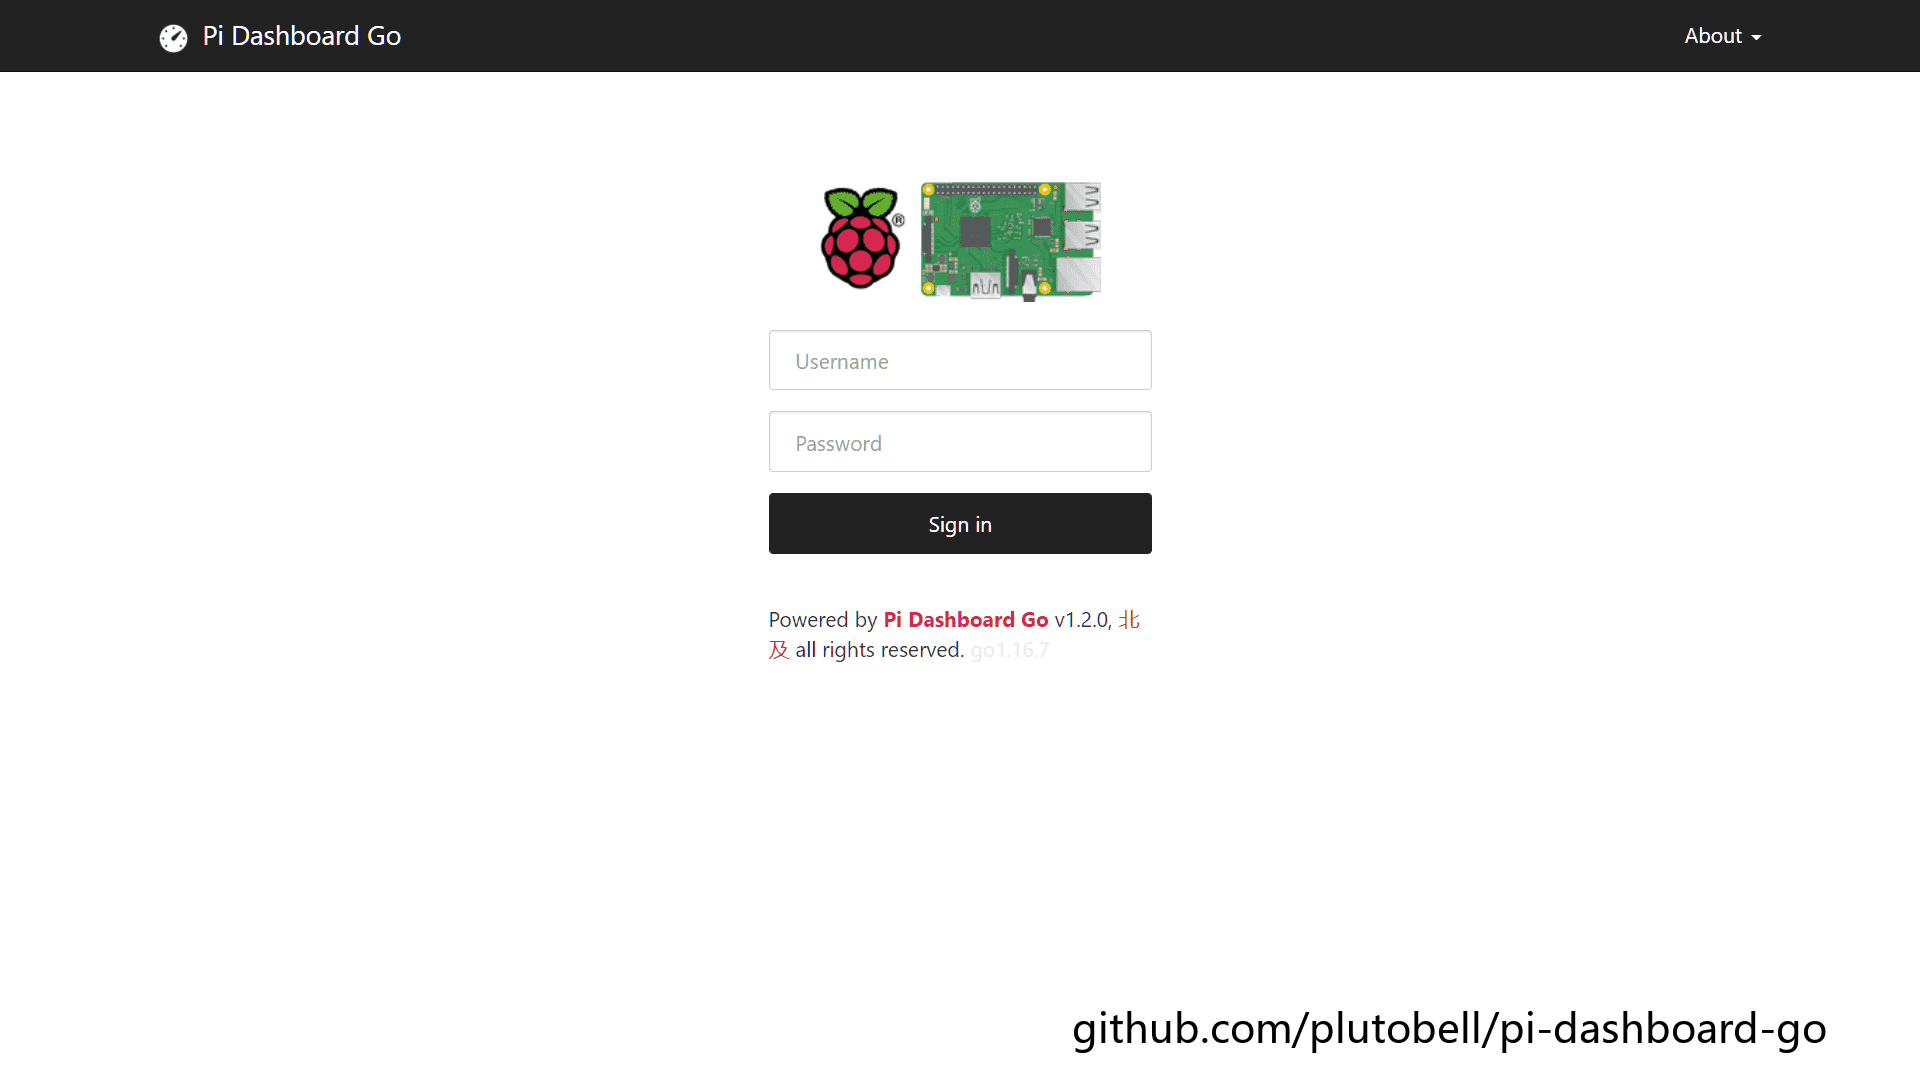 Pi Dashboard Go
About
®
Username
Password
Sign in
Powered by Pi Dashboard Go v1.2.0, 北
及 all rights reserved. go1.16.7
github.com/plutobell/pi-dashboard-go